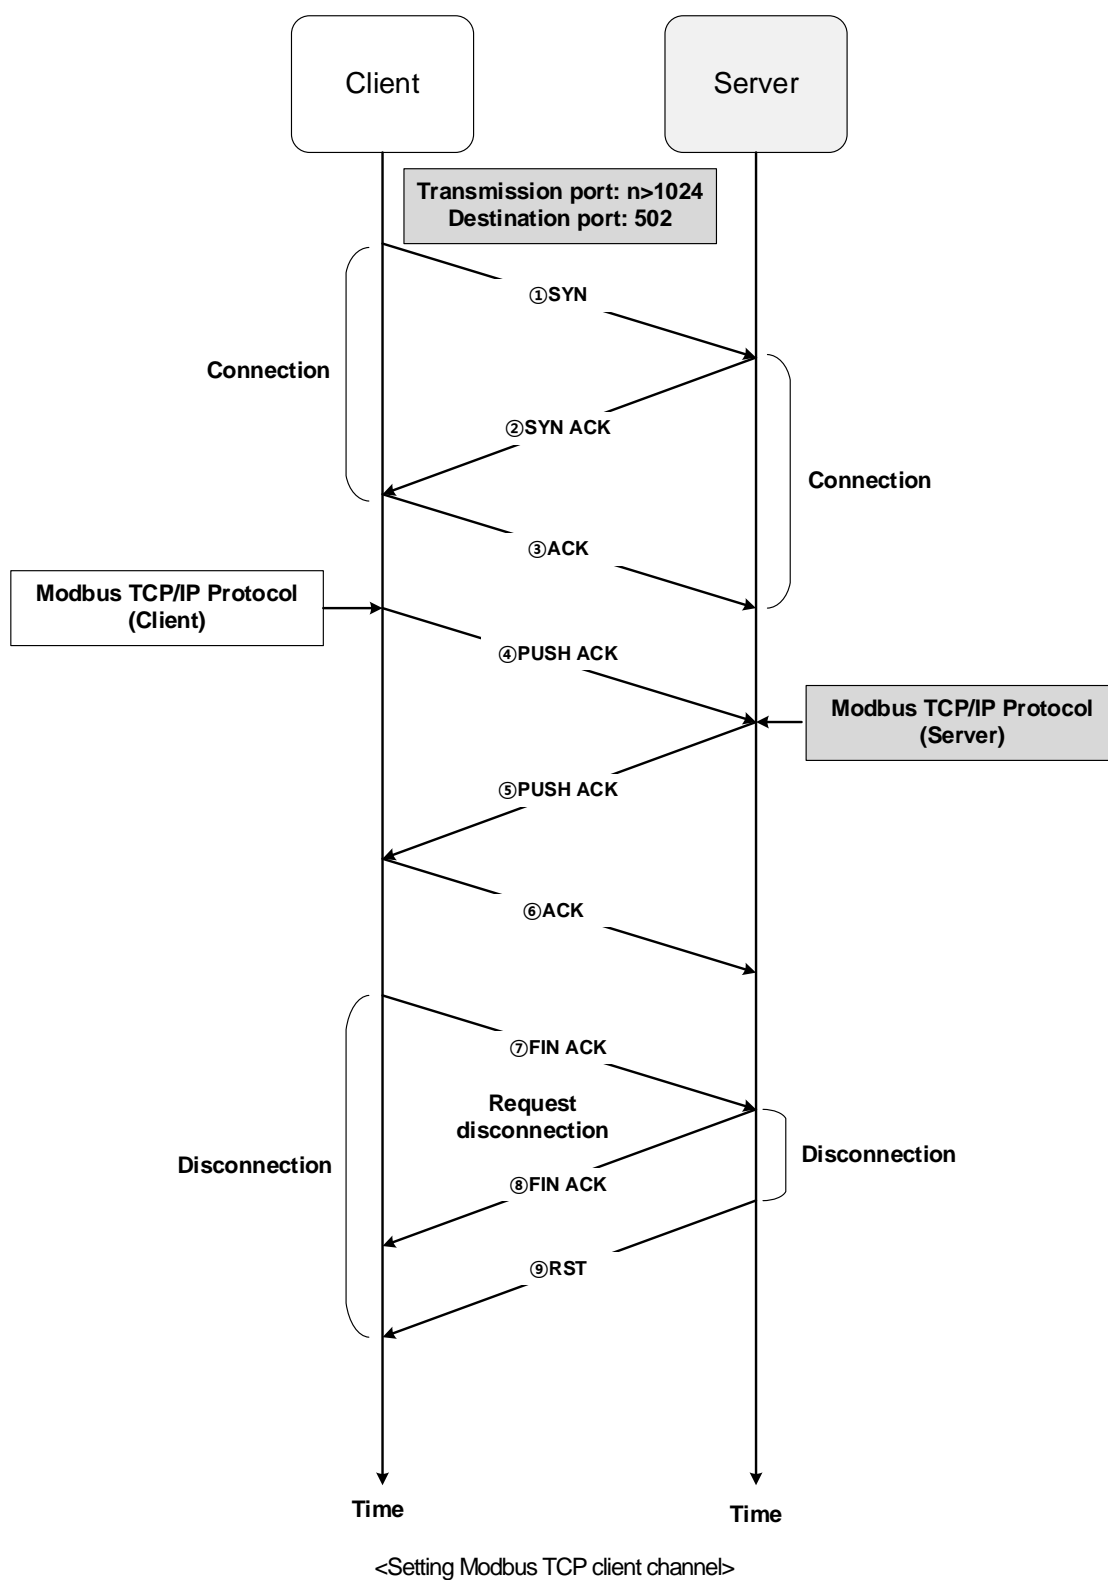 Client
Server
Transmission port: n>1024
Destination port: 502
①SYN
Connection
②SYN ACK
Connection
③ACK
Modbus TCP/IP Protocol
(Client)
④PUSH ACK
Modbus TCP/IP Protocol
(Server)
⑤PUSH ACK
⑥ACK
⑦FIN ACK
Request
disconnection
Disconnection
Disconnection
⑧FIN ACK
⑨RST
Time
Time
<Setting Modbus TCP client channel>